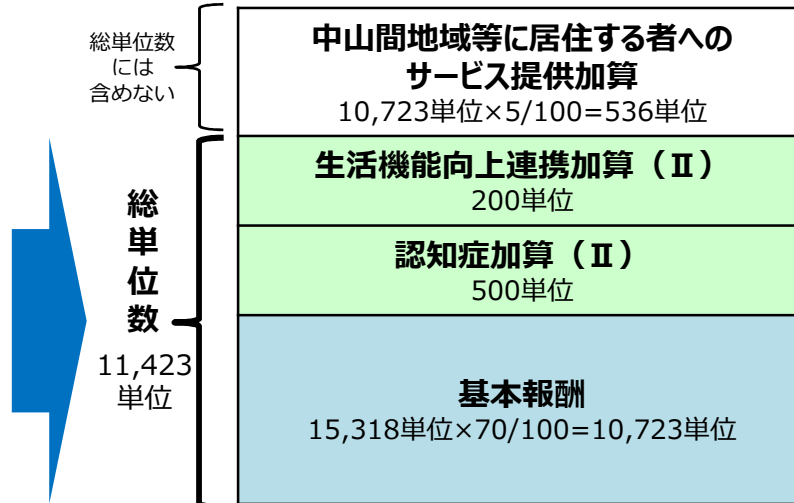 総単位数
には
含めない
中山間地域等に居住する者への
サービス提供加算
10,723単位×5/100=536単位
総
単
位
数
11,423
単位
生活機能向上連携加算（Ⅱ）
200単位
認知症加算（Ⅱ）
500単位
基本報酬
15,318単位×70/100=10,723単位